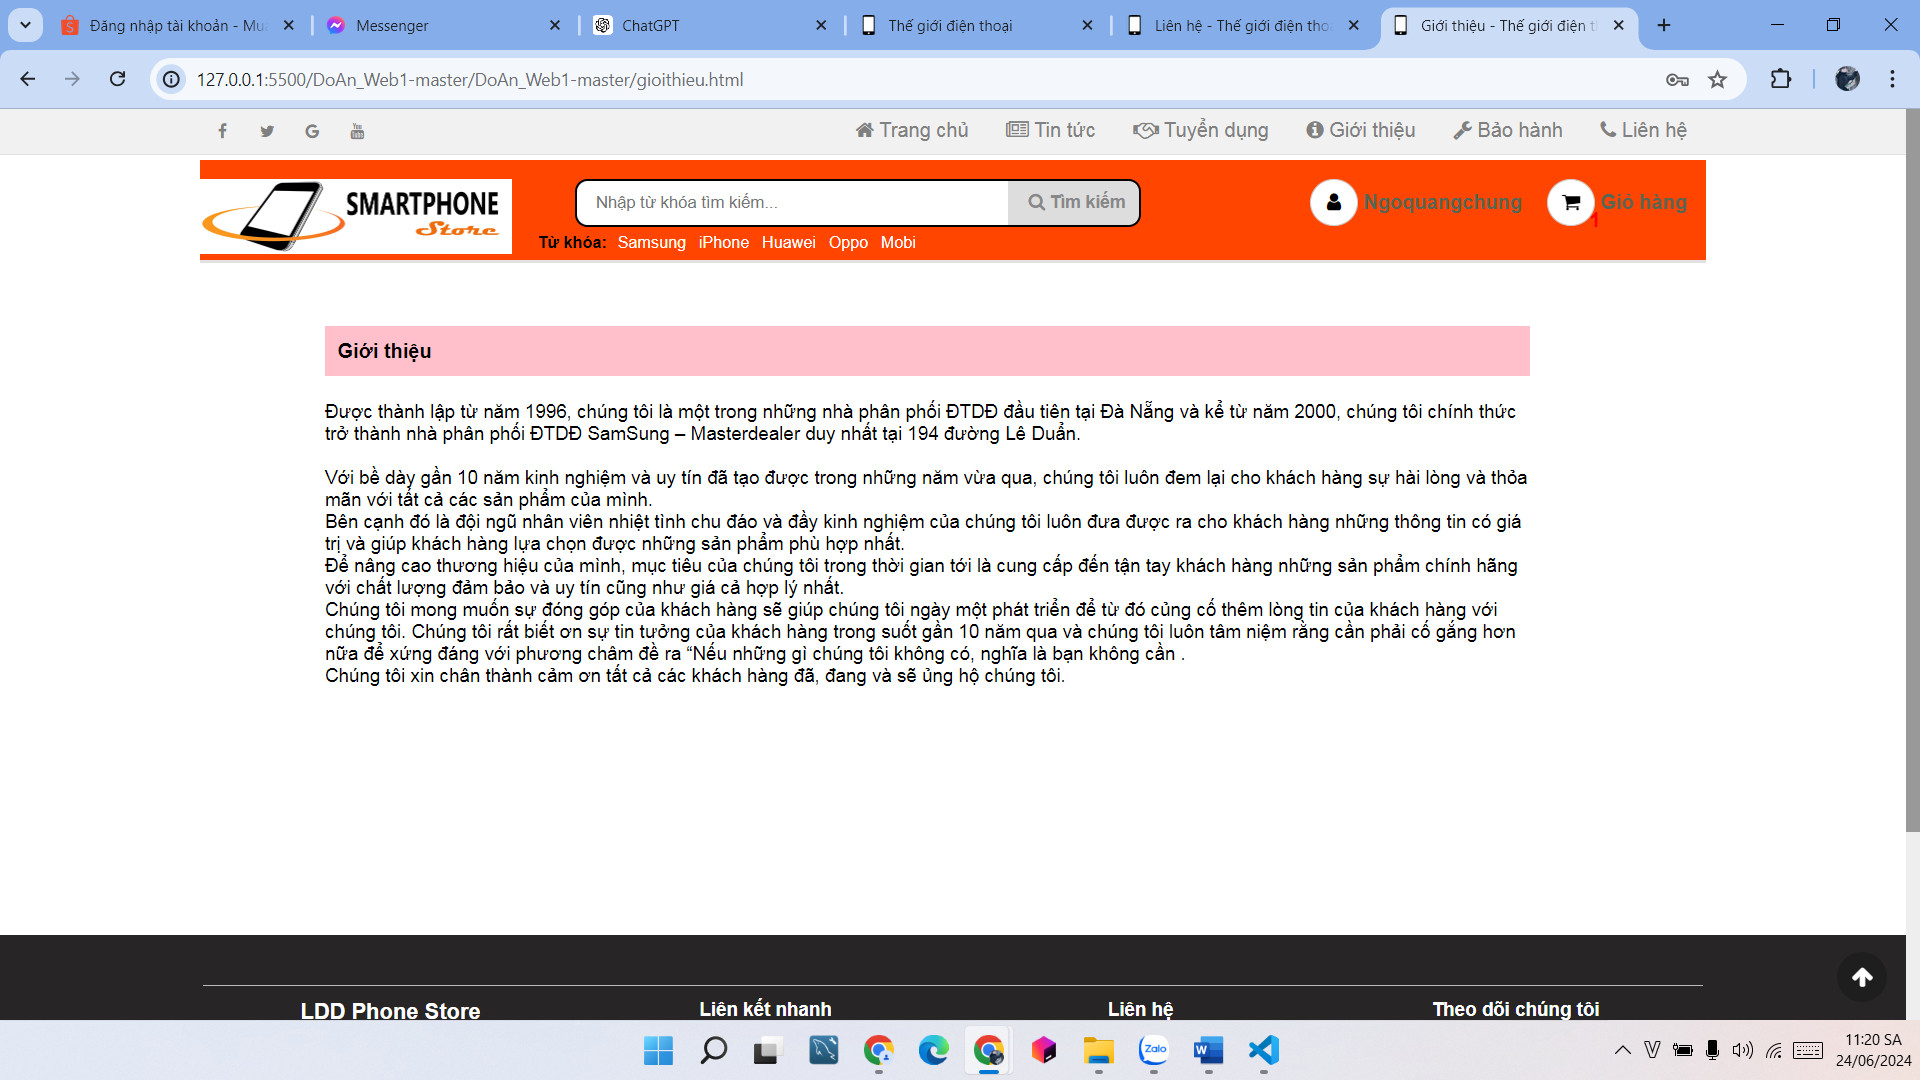 Đăng nhập tài khoản - Mu
Messenger
ChatGPT
Thế giới điện thoại
Liên hệ - Thế giới điện tho
Giới thiệu - Thế giới điện t
127.0.0.1:5500/DoAn_Web1-master/DoAn_Web1-master/gioithieu.html
Trang chủ
Tin tức
Tuyển dụng
Giới thiệu
Bảo hành
Liên hệ
SMARTPHONE
Store
Nhập từ khóa tìm kiếm...
Tìm kiếm
Ngoquangchung
Giỏ hàng
1
Từ khóa: Samsung iPhone Huawei Oppo Mobi
Giới thiệu
Được thành lập từ năm 1996, chúng tôi là một trong những nhà phân phối ĐTDĐ đầu tiên tại Đà Nẵng và kể từ năm 2000, chúng tôi chính thức
trở thành nhà phân phối ĐTDĐ SamSung – Masterdealer duy nhất tại 194 đường Lê Duẩn.
Với bề dày gần 10 năm kinh nghiệm và uy tín đã tạo được trong những năm vừa qua, chúng tôi luôn đem lại cho khách hàng sự hài lòng và thỏa
mãn với tất cả các sản phẩm của mình.
Bên cạnh đó là đội ngũ nhân viên nhiệt tình chu đáo và đầy kinh nghiệm của chúng tôi luôn đưa được ra cho khách hàng những thông tin có giá
trị và giúp khách hàng lựa chọn được những sản phẩm phù hợp nhất.
Để nâng cao thương hiệu của mình, mục tiêu của chúng tôi trong thời gian tới là cung cấp đến tận tay khách hàng những sản phẩm chính hãng
với chất lượng đảm bảo và uy tín cũng như giá cả hợp lý nhất.
Chúng tôi mong muốn sự đóng góp của khách hàng sẽ giúp chúng tôi ngày một phát triển để từ đó củng cố thêm lòng tin của khách hàng với
chúng tôi. Chúng tôi rất biết ơn sự tin tưởng của khách hàng trong suốt gần 10 năm qua và chúng tôi luôn tâm niệm rằng cần phải cố gắng hơn
nữa để xứng đáng với phương châm đề ra “Nếu những gì chúng tôi không có, nghĩa là bạn không cần .
Chúng tôi xin chân thành cảm ơn tất cả các khách hàng đã, đang và sẽ ủng hộ chúng tôi.
LDD Phone Store
Liên kết nhanh
Liên hệ
Theo dõi chúng tôi
Zalo
11:20 SA
24/06/2024